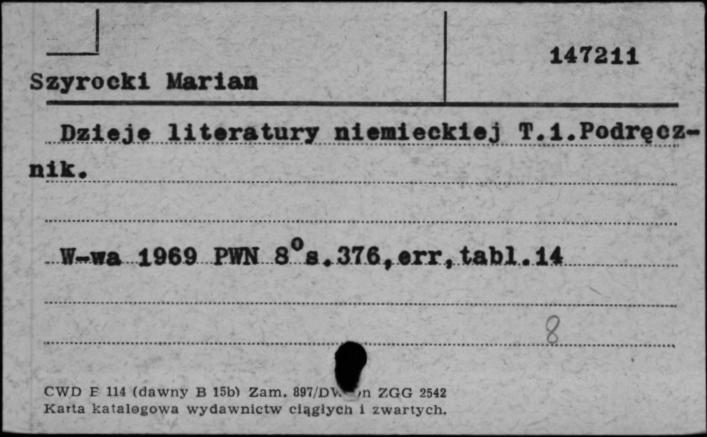 147211
Szyrocki Marian
Dzieje literatury niemieckiej T.1.Podręcz-
nik.
W-wa 1969 PWN 8°s.376,err,tabl.14
8
CWD E 114 (dawny B 15b) Zam. 897/DW ZGG 2542
Karta katalogowa wydawnictw ciągłych i zwartych.